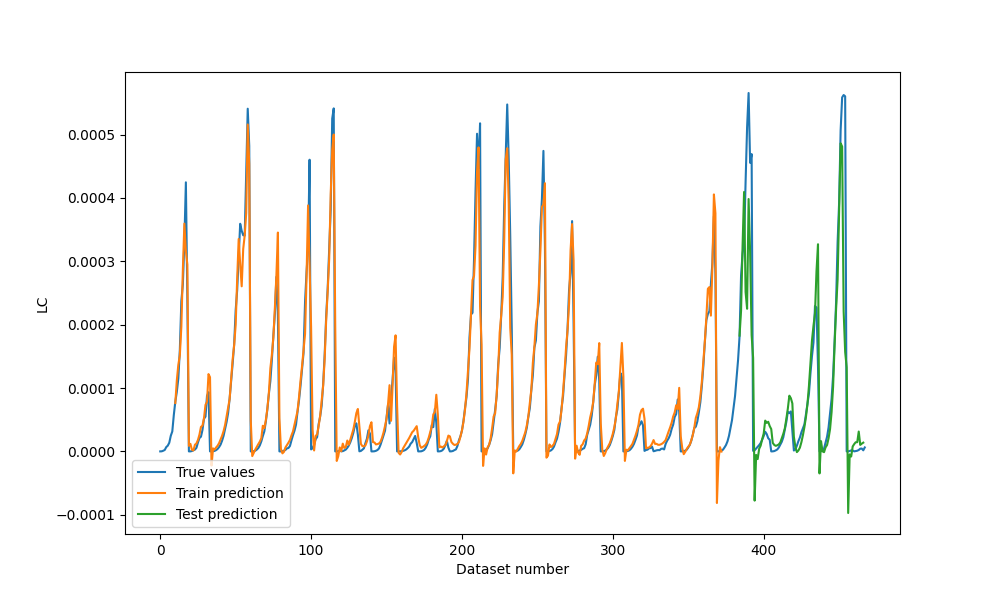 0.0005
0.0004
0.0003
0.0002
0.0001
0.0000
−0.0001
LC
True values
Train prediction
Test prediction
0
100
200
300
400
Dataset number